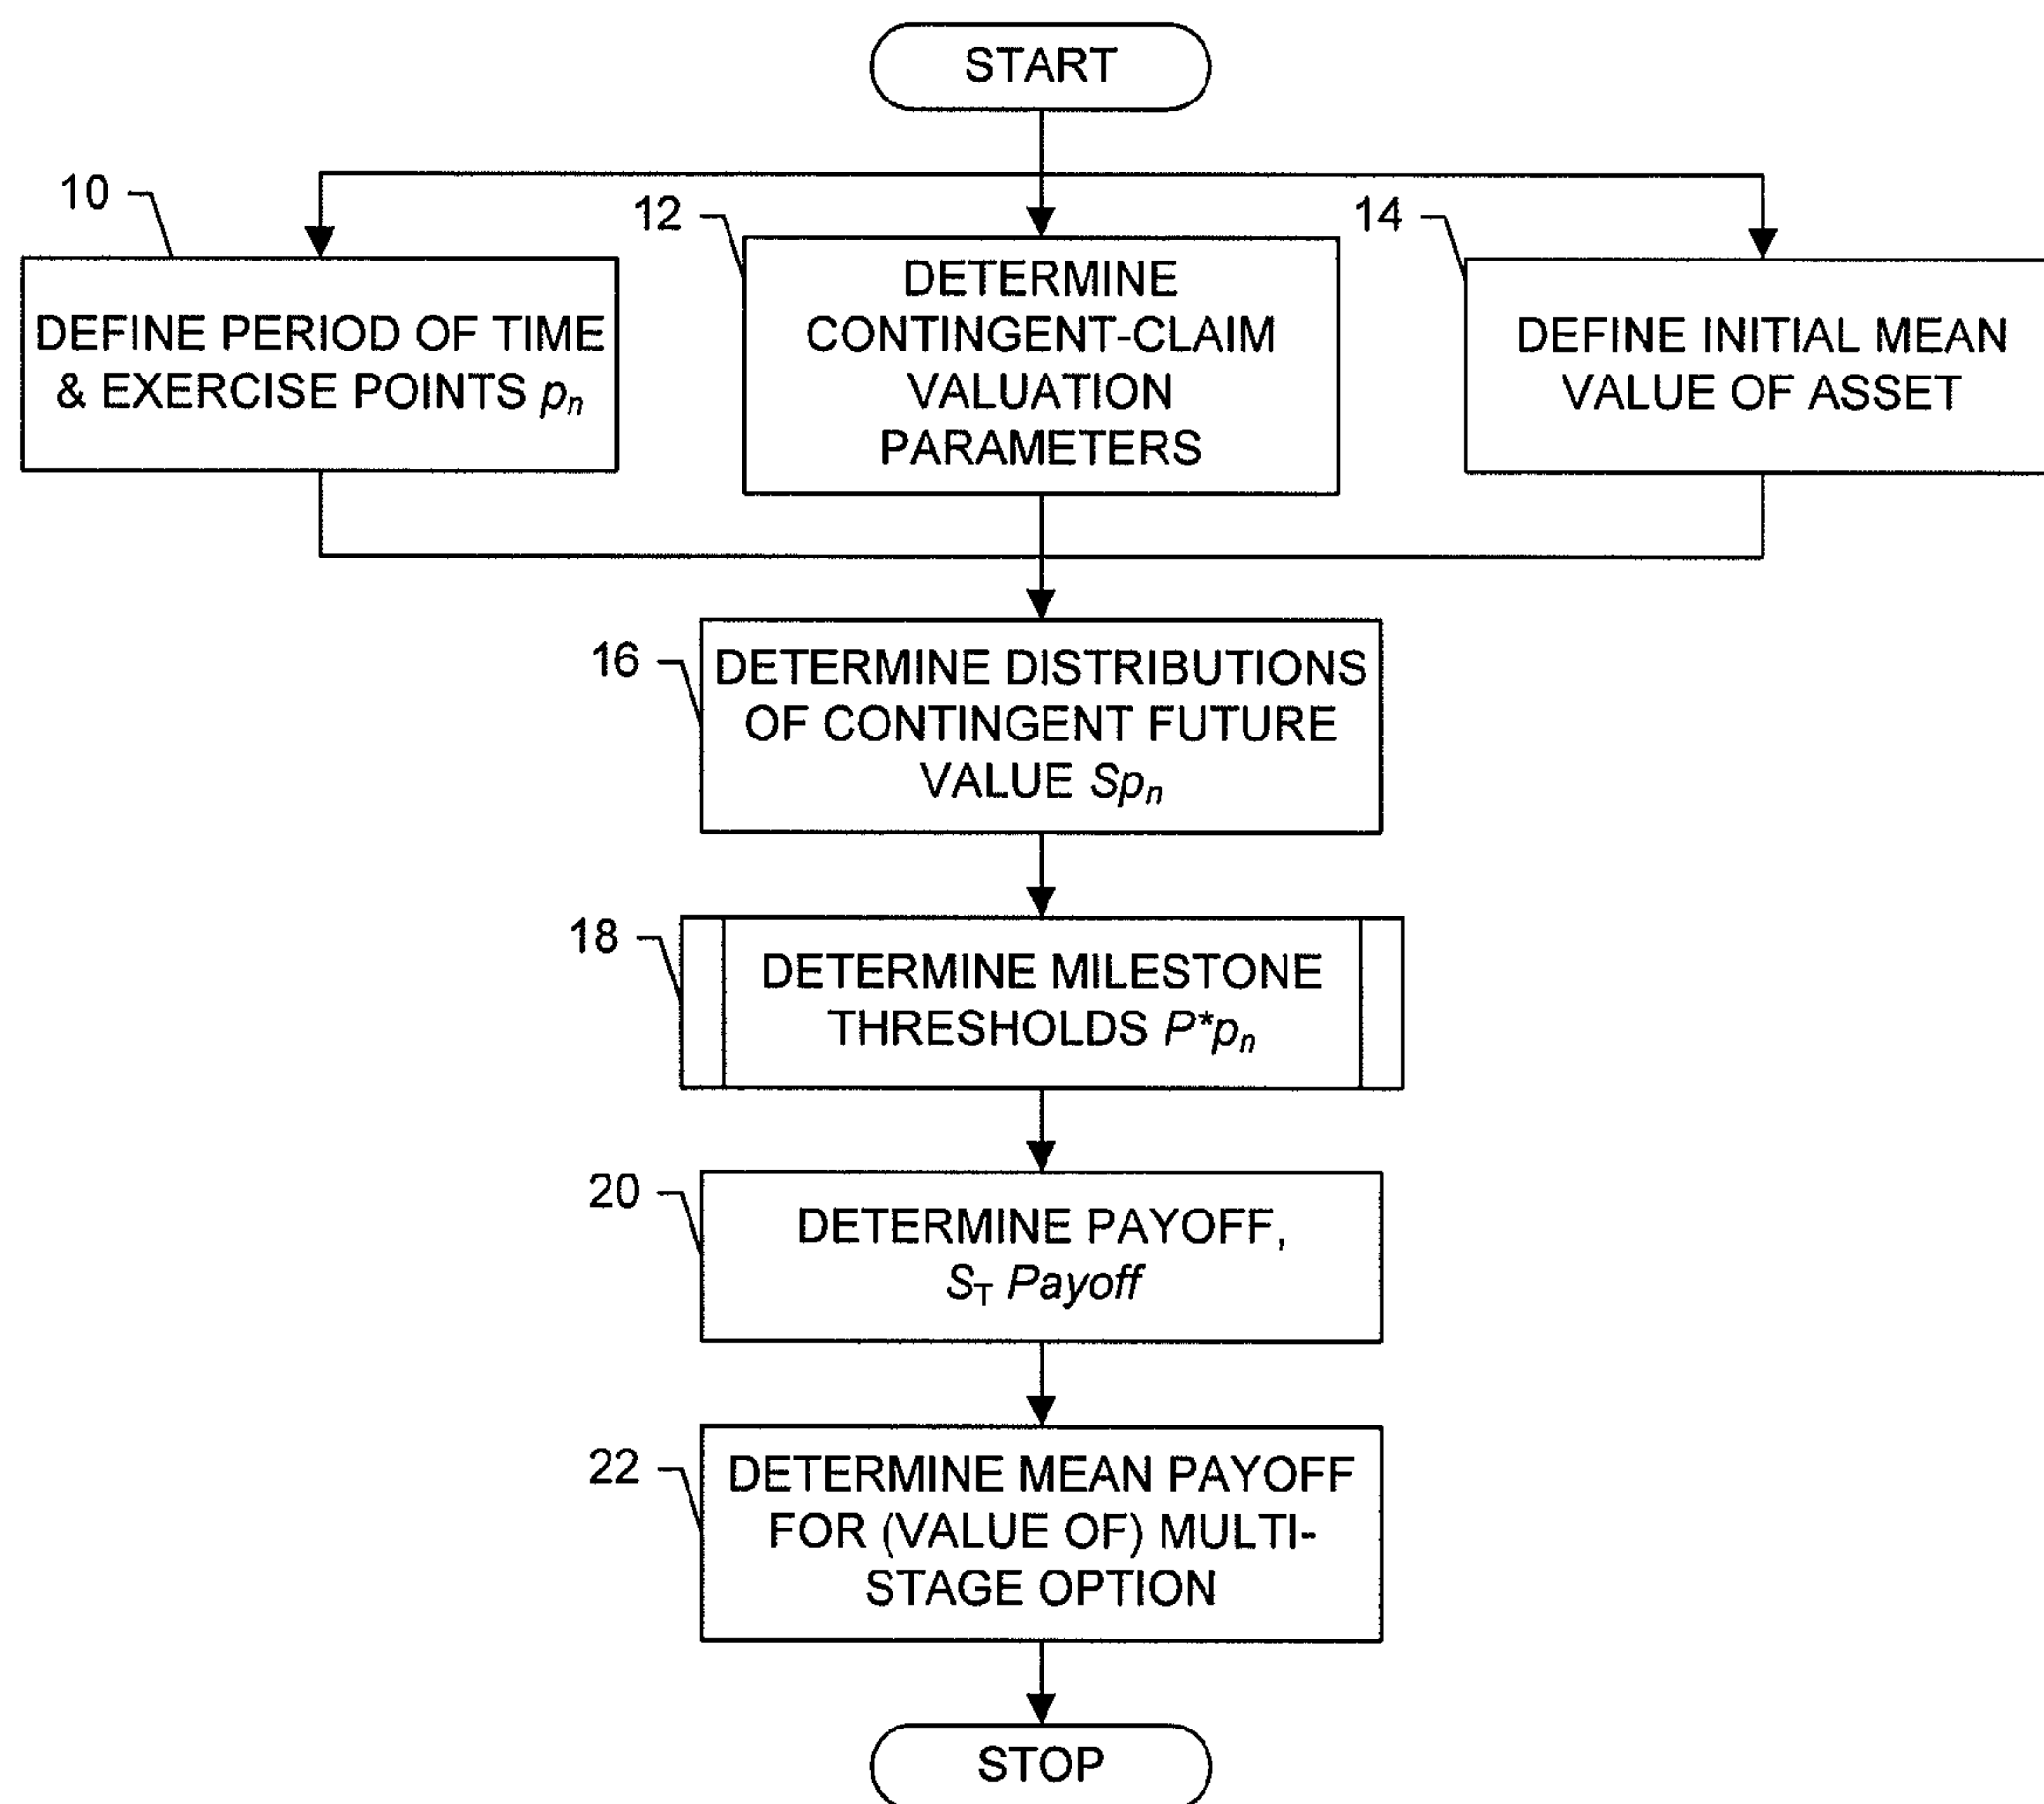 START
10
DEFINE PERIOD OF TIME
& EXERCISE POINTS pn
12
DETERMINE
CONTINGENT-CLAIM
VALUATION
PARAMETERS
14
DEFINE INITIAL MEAN
VALUE OF ASSET
16
DETERMINE DISTRIBUTIONS
OF CONTINGENT FUTURE
VALUE Spn
18
DETERMINE MILESTONE
THRESHOLDS P*pn
20
DETERMINE PAYOFF,
ST Payoff
22
DETERMINE MEAN PAYOFF
FOR (VALUE OF) MULTI-
STAGE OPTION
STOP